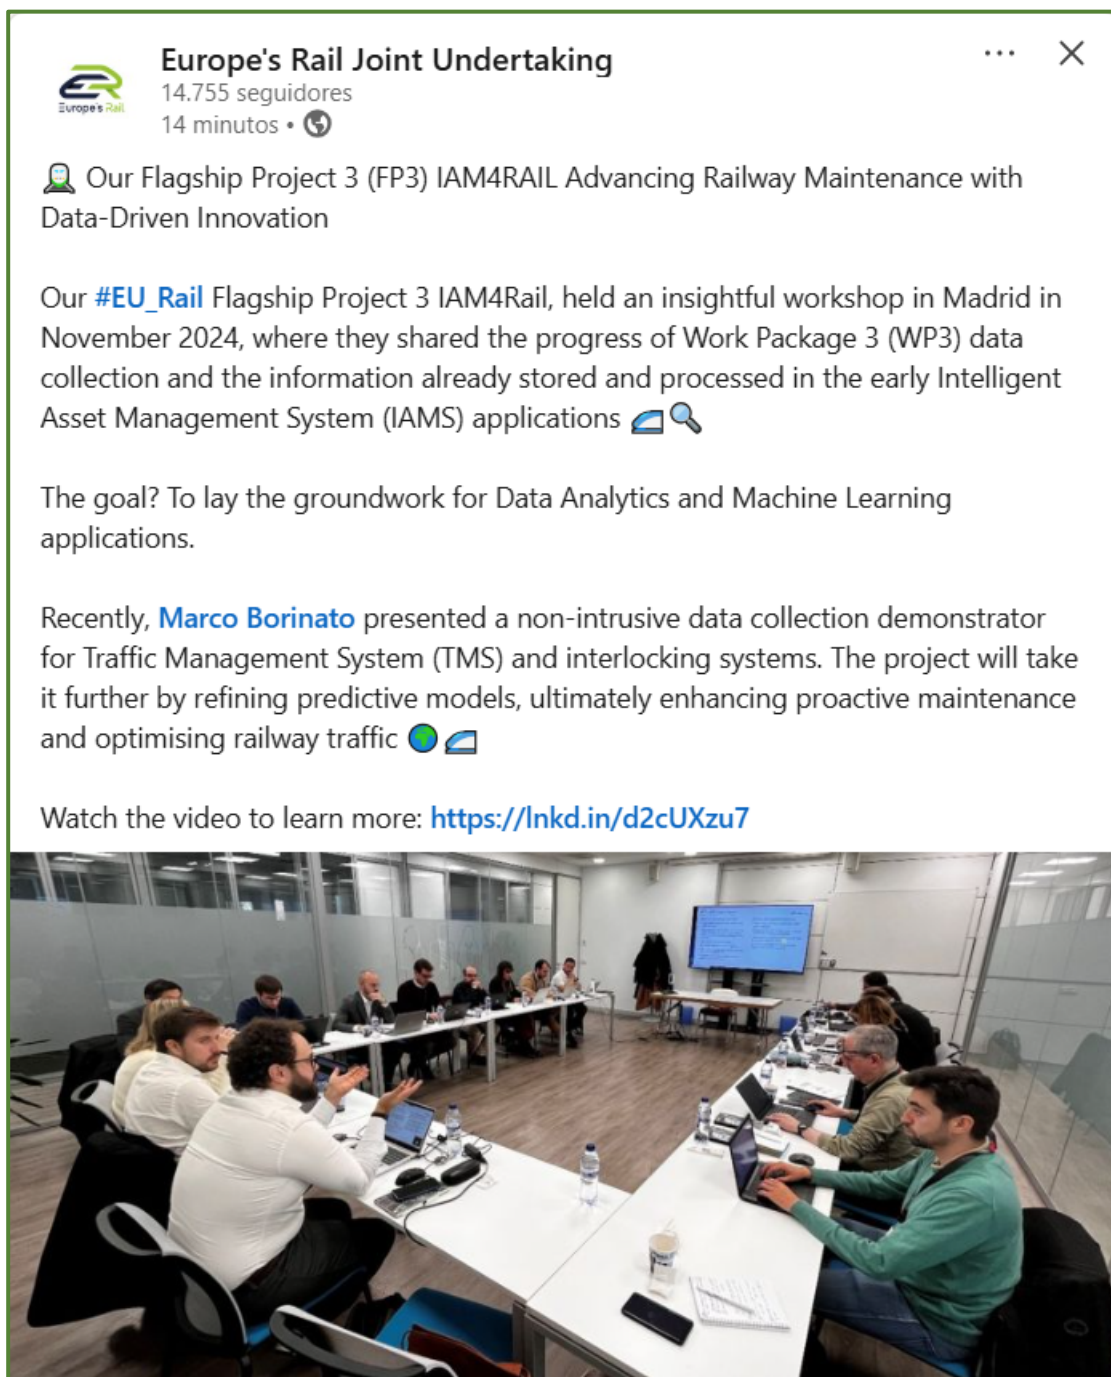 Europe's Rail Joint Undertaking
14.755 seguidores
14 minutos •
Europe's Rail
Our Flagship Project 3 (FP3) IAM4RAIL Advancing Railway Maintenance with
Data-Driven Innovation
Our #EU_Rail Flagship Project 3 IAM4Rail, held an insightful workshop in Madrid in
November 2024, where they shared the progress of Work Package 3 (WP3) data
collection and the information already stored and processed in the early Intelligent
Asset Management System (IAMS) applications
The goal? To lay the groundwork for Data Analytics and Machine Learning
applications.
Recently, Marco Borinato presented a non-intrusive data collection demonstrator
for Traffic Management System (TMS) and interlocking systems. The project will take
it further by refining predictive models, ultimately enhancing proactive maintenance
and optimising railway traffic
Watch the video to learn more: https://lnkd.in/d2cUXzu7